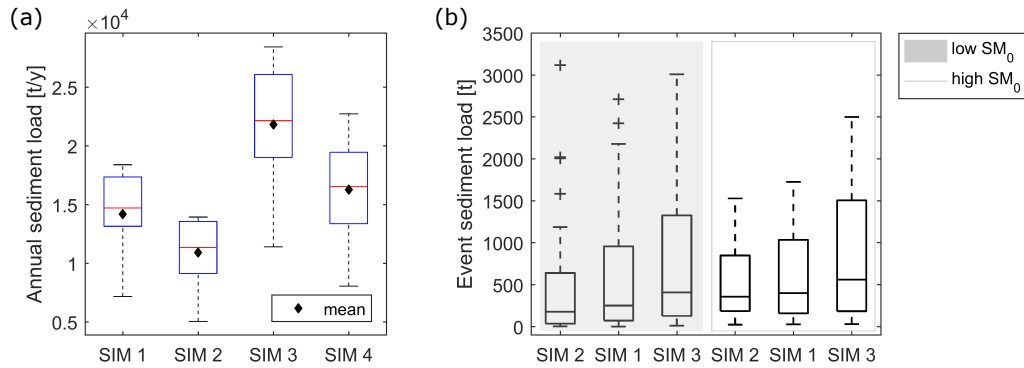 (a)
×10⁴
Annual sediment load [t/y]
2.5
2
1.5
1
0.5
SIM 1 SIM 2 SIM 3 SIM 4
mean
(b)
Event sediment load [t]
3500
3000
2500
2000
1500
1000
500
0
SIM 2 SIM 1 SIM 3 SIM 2 SIM 1 SIM 3
low SM₀
high SM₀